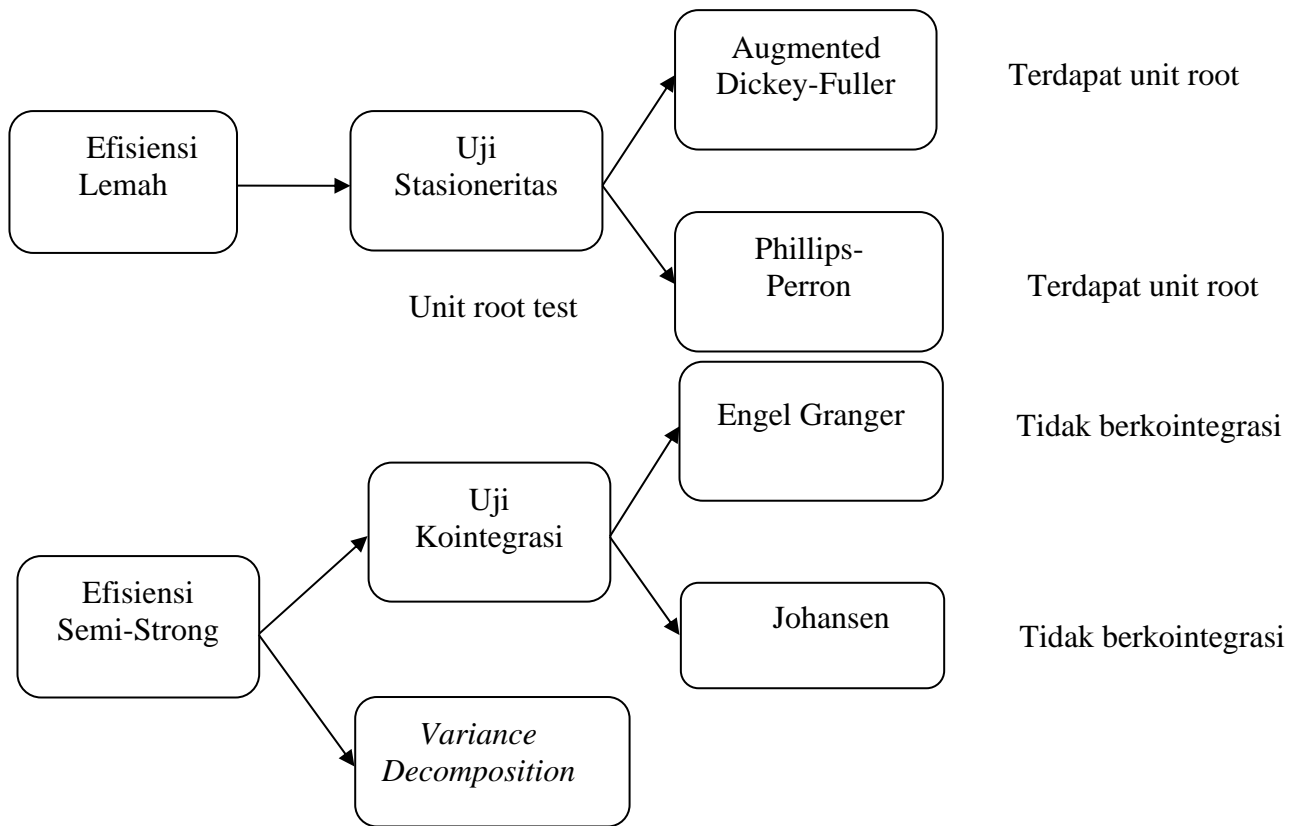 Augmented
Dickey-Fuller
Terdapat unit root
Efisiensi
Lemah
Uji
Stasioneritas
Phillips-
Perron
Terdapat unit root
Unit root test
Engel Granger
Tidak berkointegrasi
Uji
Kointegrasi
Efisiensi
Semi-Strong
Johansen
Tidak berkointegrasi
Variance
Decomposition